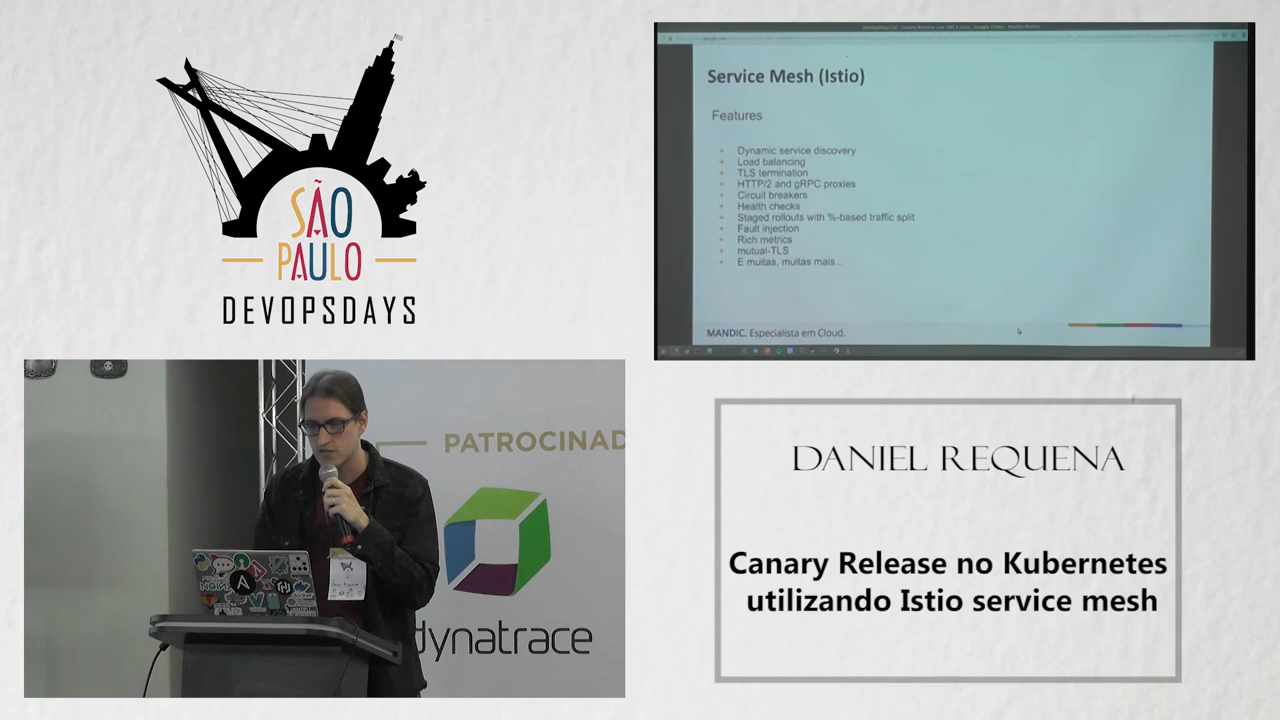 SÃO
PAULO
DEVOPSDAYS
Service Mesh (Istio)
Features
Dynamic service discovery
Load balancing
TLS termination
HTTP/2 and gRPC proxies
Circuit breakers
Health checks
Staged rollouts with %-based traffic split
Fault injection
Rich metrics
mutual-TLS
E muitas, muitas mais...
MANDIC. Especialista em Cloud.
PATROCINAD
dynatrace
NGINX
DANIEL REQUENA
Canary Release no Kubernetes
utilizando Istio service mesh